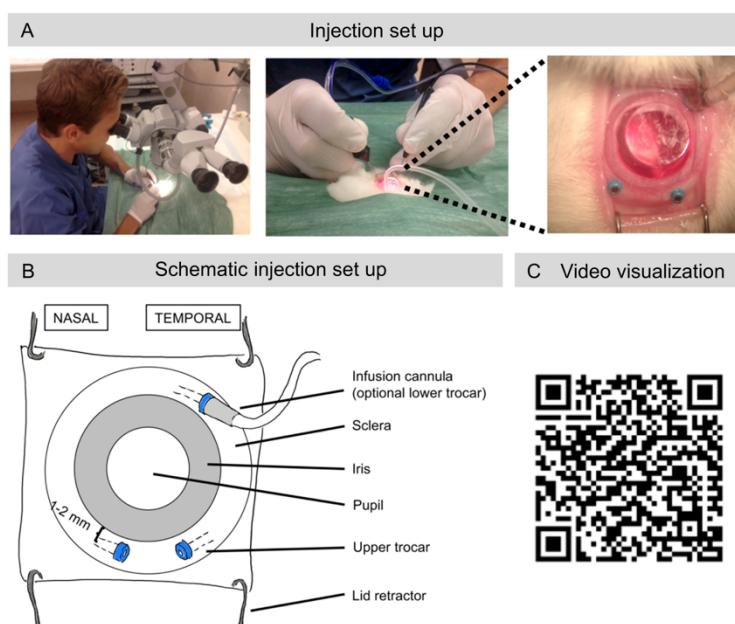 A Injection set up
B Schematic injection set up
C Video visualization
NASAL TEMPORAL
Infusion cannula
(optional lower trocar)
Sclera
Iris
Pupil
1-2 mm
Upper trocar
Lid retractor